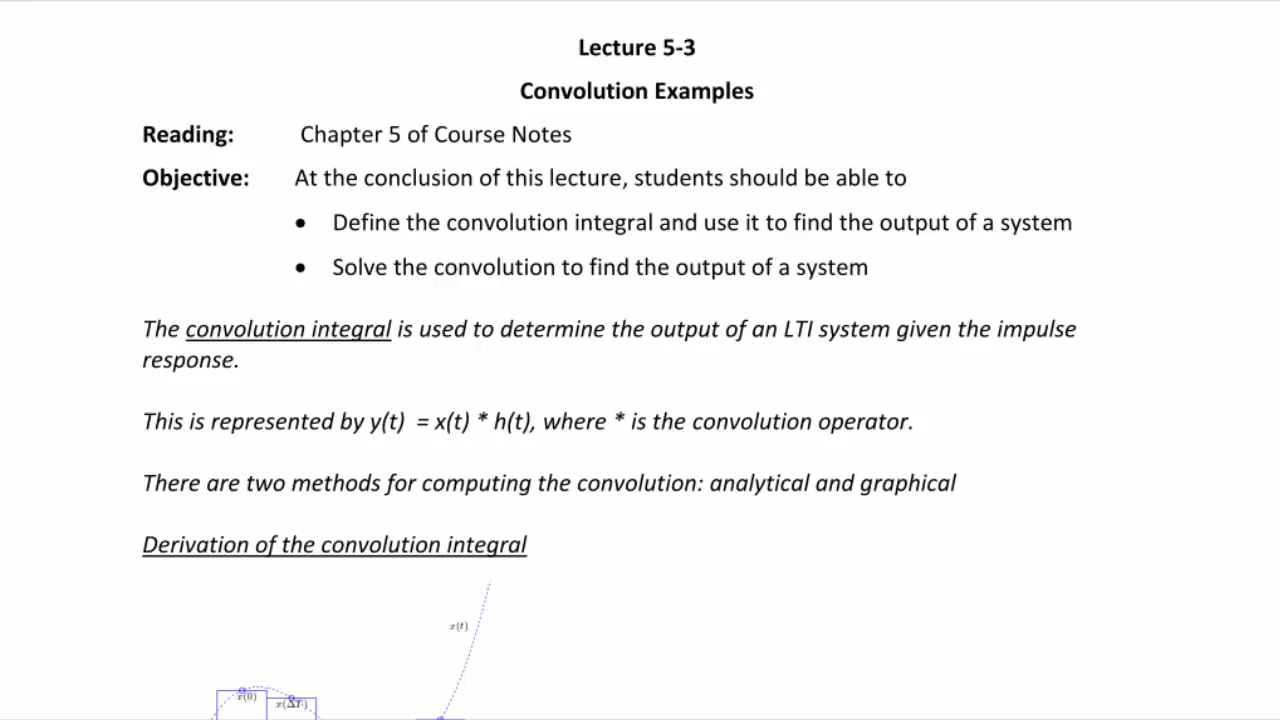 Lecture 5-3
Convolution Examples
Reading: Chapter 5 of Course Notes
Objective: At the conclusion of this lecture, students should be able to
• Define the convolution integral and use it to find the output of a system
• Solve the convolution to find the output of a system
The convolution integral is used to determine the output of an LTI system given the impulse
response.
This is represented by y(t) = x(t) * h(t), where * is the convolution operator.
There are two methods for computing the convolution: analytical and graphical
Derivation of the convolution integral
x(t)
x(0)
x(ΔT)